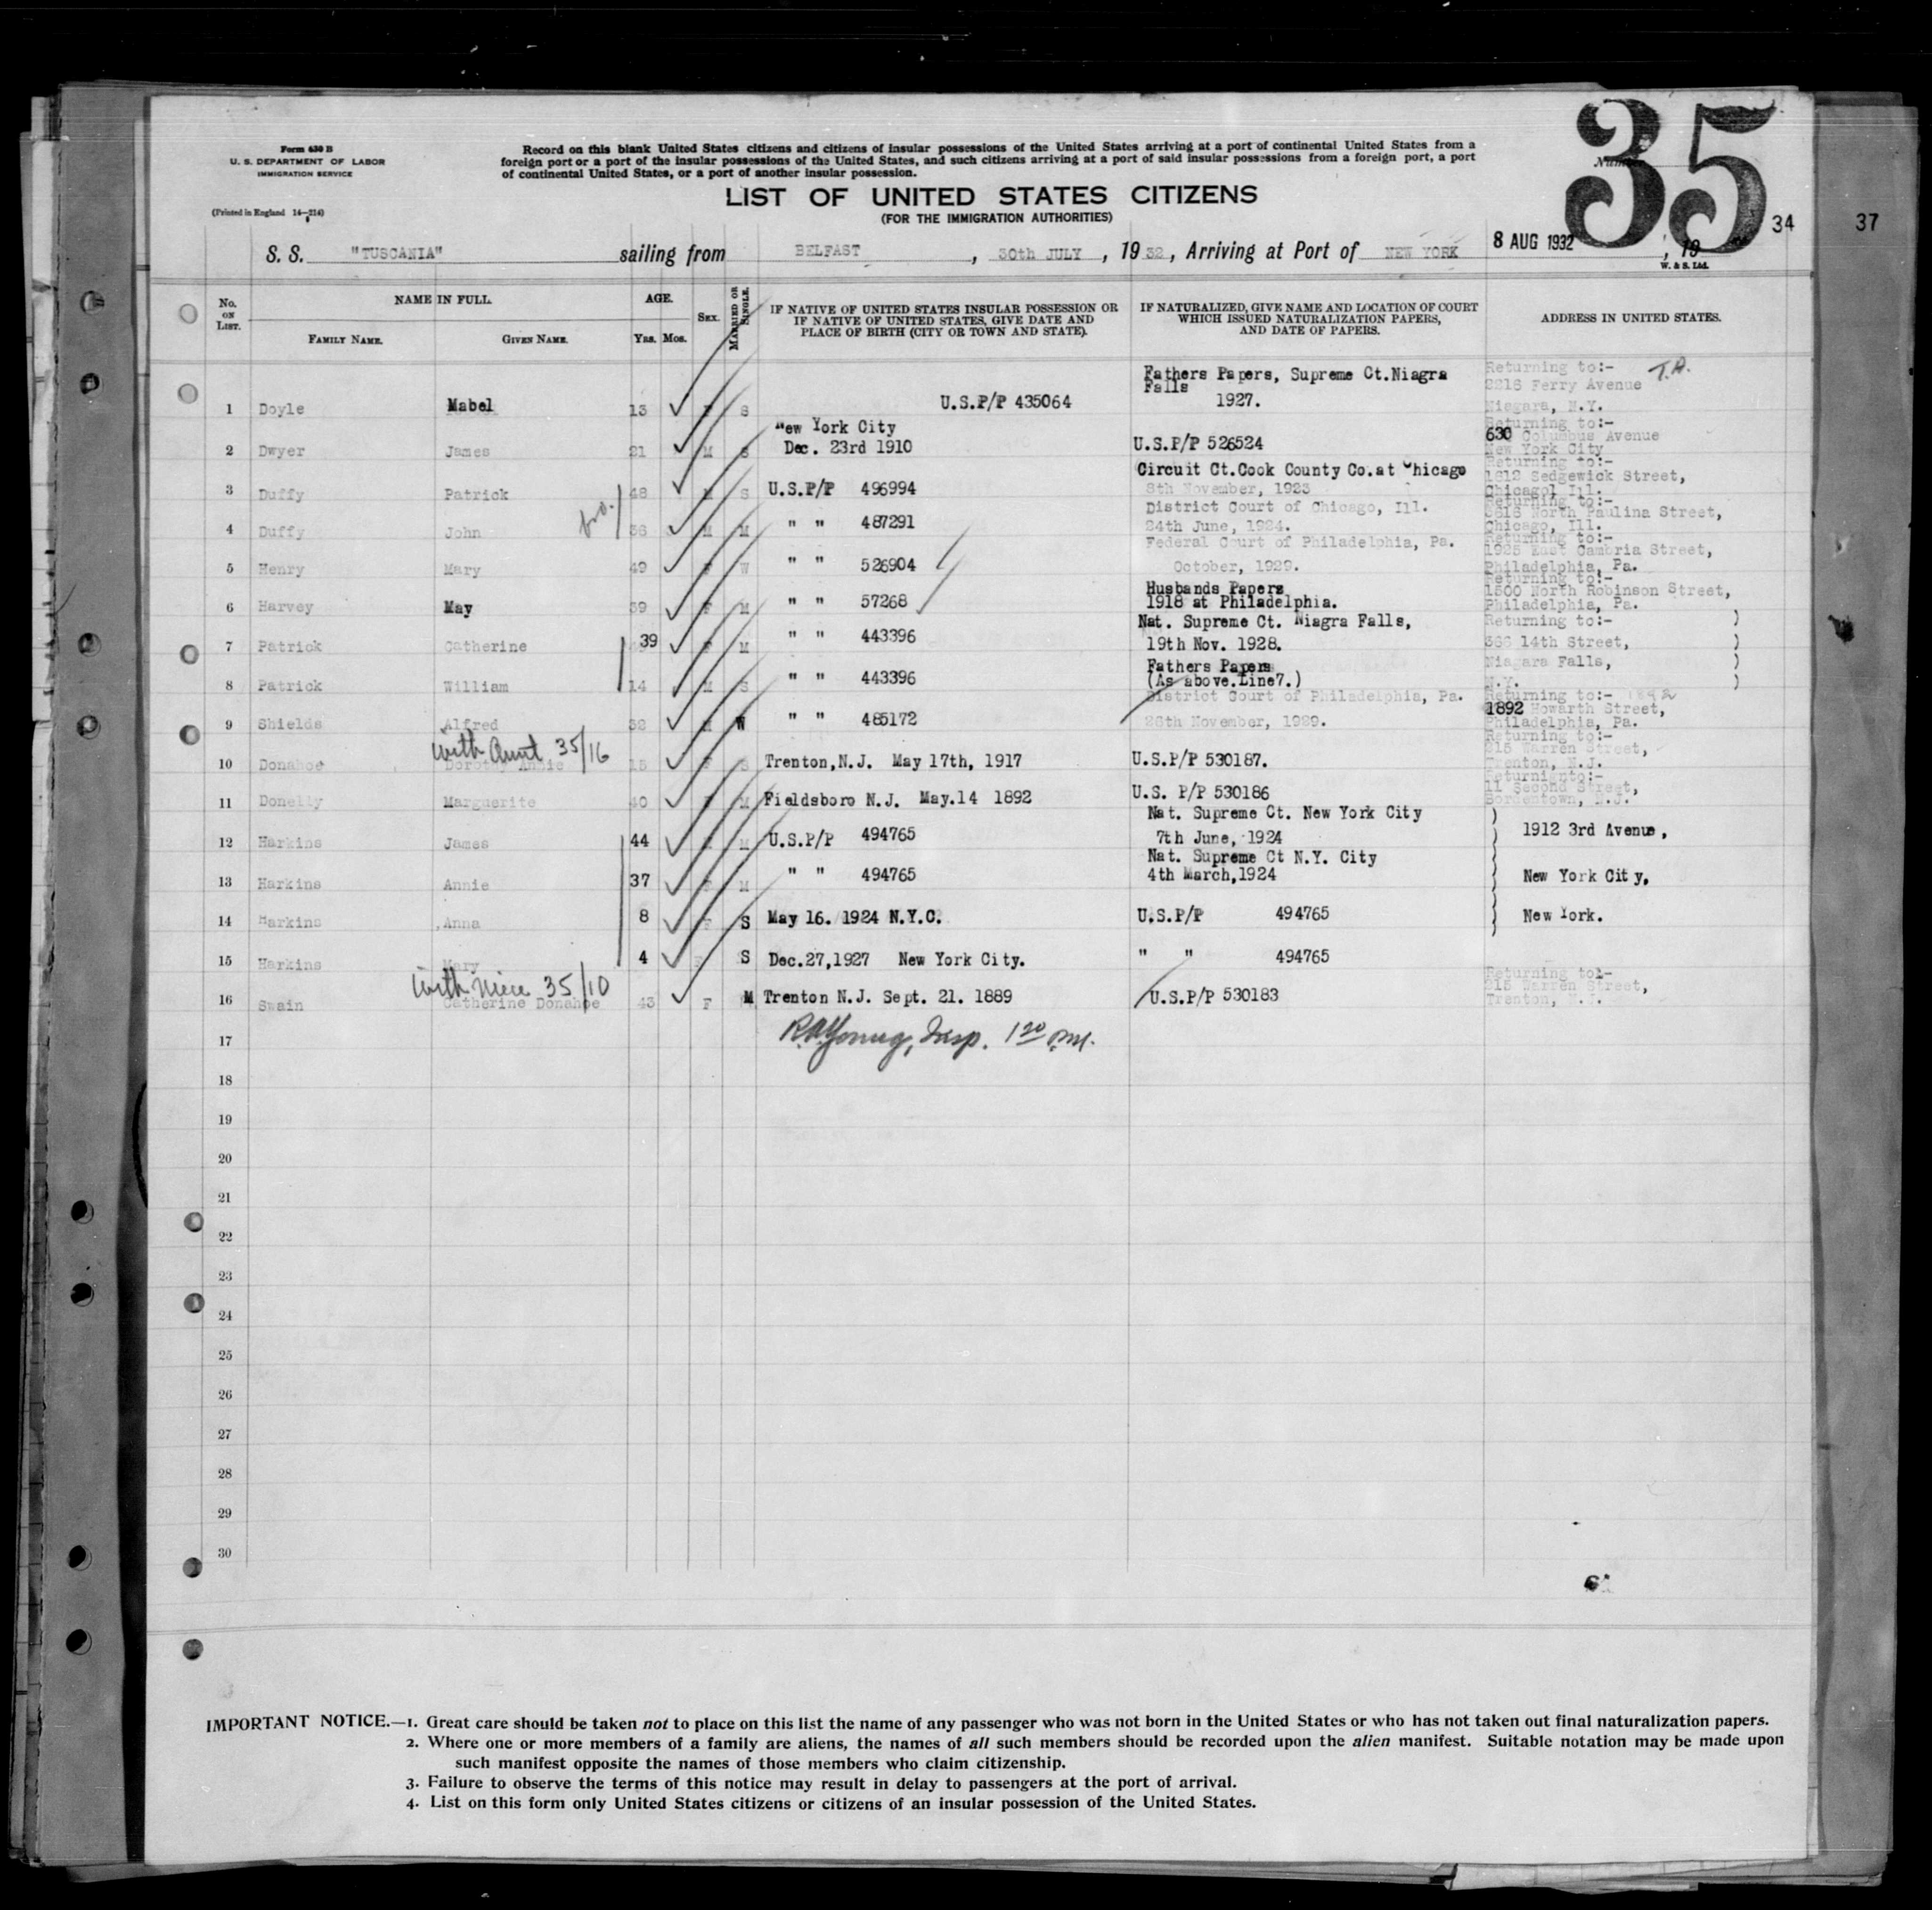 Form 630 B
U. S. DEPARTMENT OF LABOR
IMMIGRATION SERVICE
(Printed in England 14—214)
Record on this blank United States citizens and citizens of insular possessions of the United States arriving at a port of continental United States from a
foreign port or a port of the insular possessions of the United States, and such citizens arriving at a port of said insular possessions from a foreign port, a port
of continental United States, or a port of another insular possession.
35
34
37
LIST OF UNITED STATES CITIZENS
(FOR THE IMMIGRATION AUTHORITIES)
S. S. "TUSCANIA" sailing from BELFAST, 30th JULY, 1932, Arriving at Port of NEW YORK 8 AUG 1932, 19
W. & S. Ltd.
No. ON LIST. NAME IN FULL. FAMILY NAME. GIVEN NAME. AGE. YRS. MOS. SEX. MARRIED OR SINGLE.
IF NATIVE OF UNITED STATES INSULAR POSSESSION OR
IF NATIVE OF UNITED STATES, GIVE DATE AND
PLACE OF BIRTH (CITY OR TOWN AND STATE).
IF NATURALIZED, GIVE NAME AND LOCATION OF COURT
WHICH ISSUED NATURALIZATION PAPERS,
AND DATE OF PAPERS.
ADDRESS IN UNITED STATES.
1 Doyle Mabel 13 F S U.S.P/P 435064 Fathers Papers, Supreme Ct.Niagra Falls 1927. Returning to:- 2216 Ferry Avenue Niagara, N.Y. T.A.
2 Dwyer James 21 M S New York City Dec. 23rd 1910 U.S.P/P 526524 Returning to:- 630 Columbus Avenue New York City
3 Duffy Patrick 48 M S U.S.P/P 496994 Circuit Ct.Cook County Co.at Chicago 8th November, 1923 Returning to:- 1812 Sedgewick Street, Chicago, Ill.
bro.
4 Duffy John 36 M M " " 487291 District Court of Chicago, Ill. 24th June, 1924. Returning to:- 3616 North Paulina Street, Chicago, Ill.
5 Henry Mary 49 F W " " 526904 Federal Court of Philadelphia, Pa. October, 1929. Returning to:- 1925 East Cambria Street, Philadelphia, Pa.
6 Harvey May 39 F M " " 57268 Husbands Papers 1918 at Philadelphia. Returning to:- 1500 North Robinson Street, Philadelphia, Pa.
7 Patrick Catherine 39 F M " " 443396 Nat. Supreme Ct. Niagra Falls, 19th Nov. 1928. Returning to:- 366 14th Street,
8 Patrick William 14 M S " " 443396 Fathers Papers (As above.Line7.) Niagara Falls, N.Y.
9 Shields Alfred M W " " 485172 District Court of Philadelphia, Pa. 26th November, 1929. Returning to:- 1892 Howarth Street, Philadelphia, Pa.
with Aunt 35/16
10 Donahoe Dorothy Annie 15 F S Trenton,N.J. May 17th, 1917 U.S.P/P 530187. Returning to:- 215 Warren Street, Trenton, N.J.
11 Donelly Marguerite 40 F M Fieldsboro N.J. May.14 1892 U.S. P/P 530186 Returnignto:- 11 Second Street, Bordentown, N.J.
12 Harkins James 44 M M U.S.P/P 494765 Nat. Supreme Ct. New York City 7th June, 1924 1912 3rd Avenue,
13 Harkins Annie 37 F M " " 494765 Nat. Supreme Ct N.Y. City 4th March,1924 New York City,
14 Harkins Anna 8 F S May 16. 1924 N.Y.C. U.S.P/P 494765 New York.
15 Harkins Mary 4 F S Dec.27,1927 New York City. " " 494765
with niece 35/10
16 Swain Catherine Donahoe 43 F M Trenton N.J. Sept. 21. 1889 U.S.P/P 530183 Returning to:- 215 Warren Street, Trenton, N.J.
17 R.A.Young, Insp. 1 20 p.m.
18
19
20
21
22
23
24
25
26
27
28
29
30
IMPORTANT NOTICE.—1. Great care should be taken not to place on this list the name of any passenger who was not born in the United States or who has not taken out final naturalization papers.
2. Where one or more members of a family are aliens, the names of all such members should be recorded upon the alien manifest. Suitable notation may be made upon
such manifest opposite the names of those members who claim citizenship.
3. Failure to observe the terms of this notice may result in delay to passengers at the port of arrival.
4. List on this form only United States citizens or citizens of an insular possession of the United States.